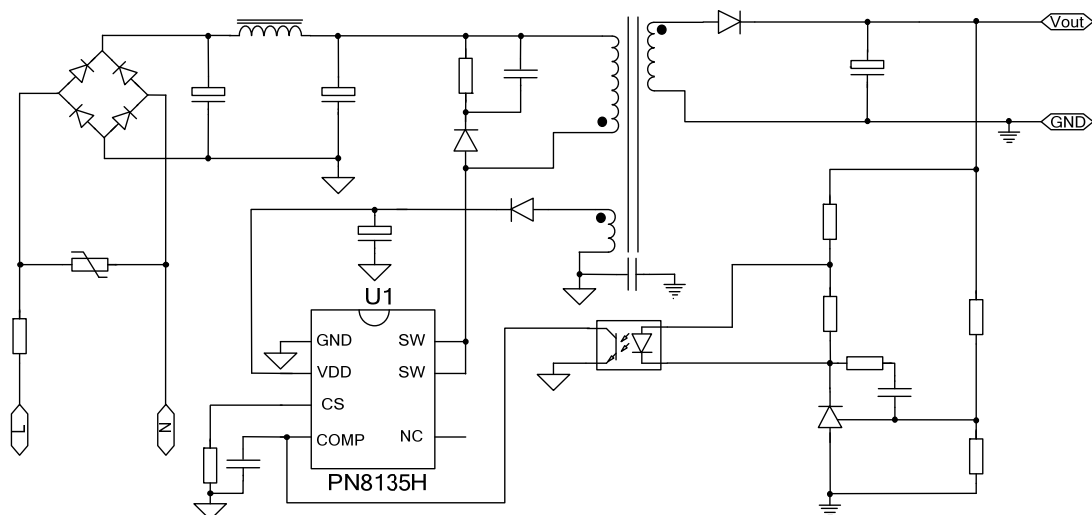 Vout
GND
U1
GND
SW
VDD
SW
CS
COMP
NC
L
N
PN8135H